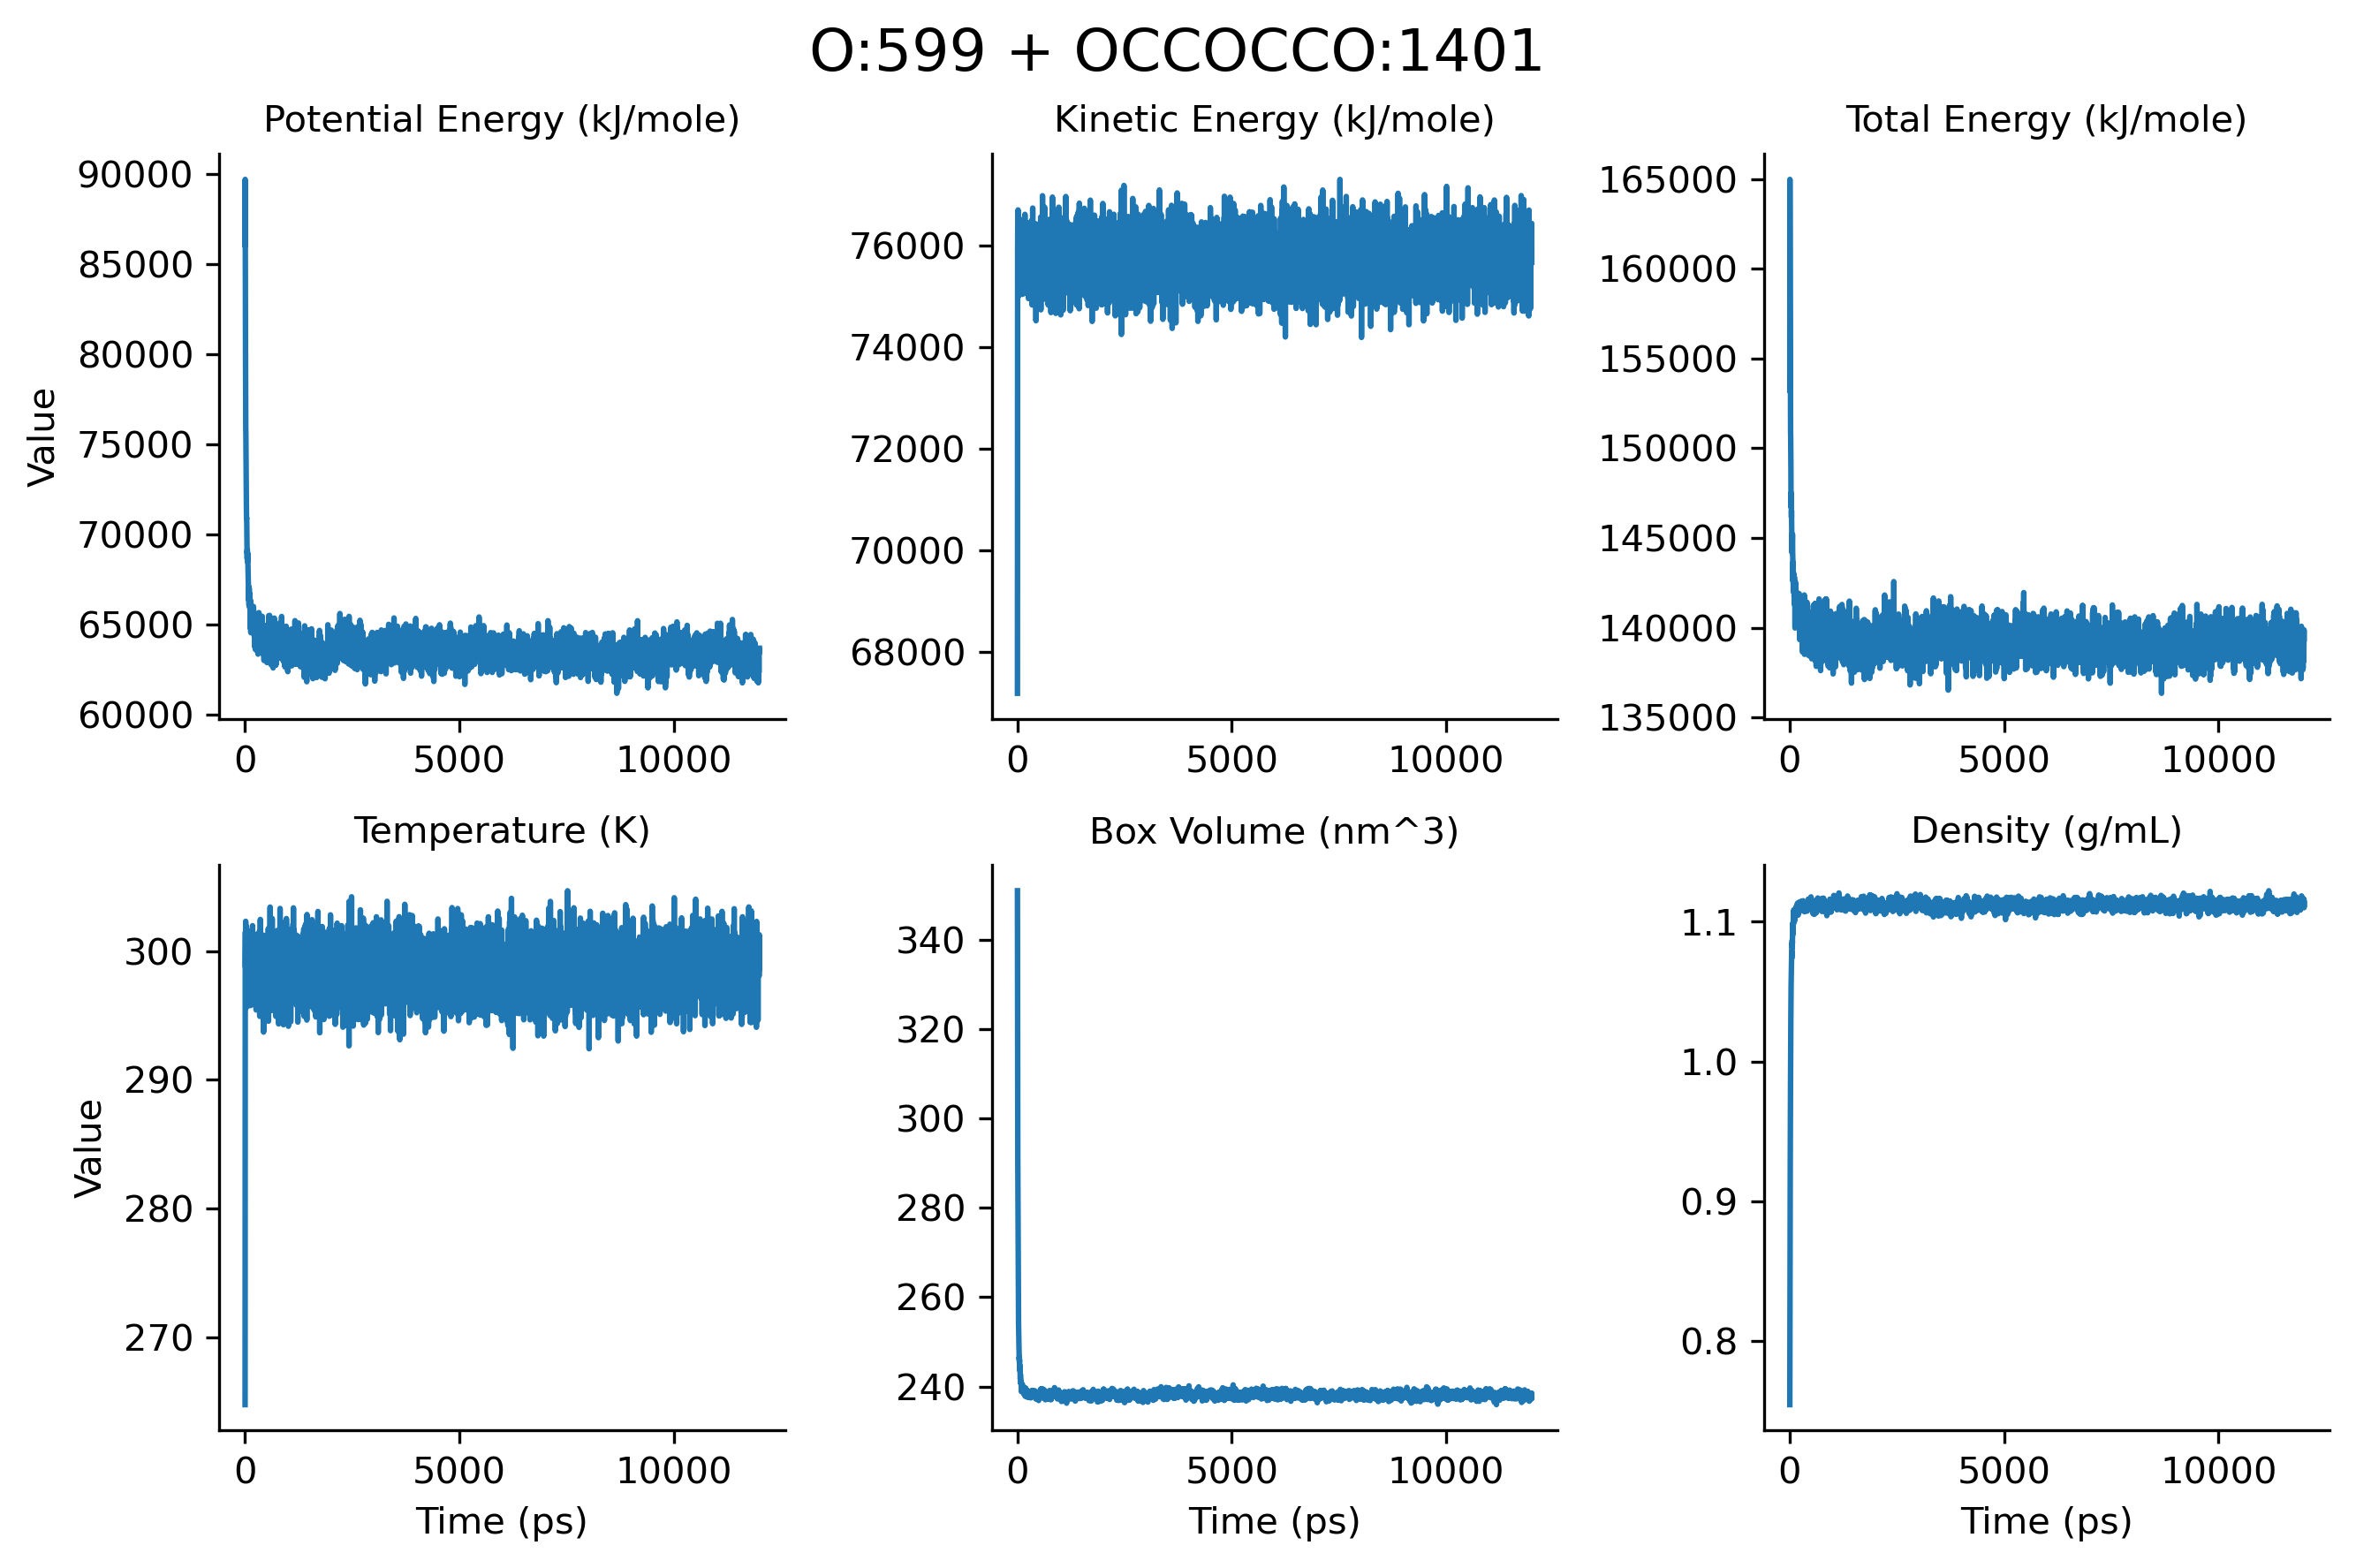 O:599 + OCCOCCO:1401
Potential Energy (kJ/mole)
Kinetic Energy (kJ/mole)
Total Energy (kJ/mole)
Value
90000
85000
80000
75000
70000
65000
60000
0 5000 10000
76000
74000
72000
70000
68000
0 5000 10000
165000
160000
155000
150000
145000
140000
135000
0 5000 10000
Temperature (K)
Box Volume (nm^3)
Density (g/mL)
Value
300
290
280
270
0 5000 10000
Time (ps)
340
320
300
280
260
240
0 5000 10000
Time (ps)
1.1
1.0
0.9
0.8
0 5000 10000
Time (ps)